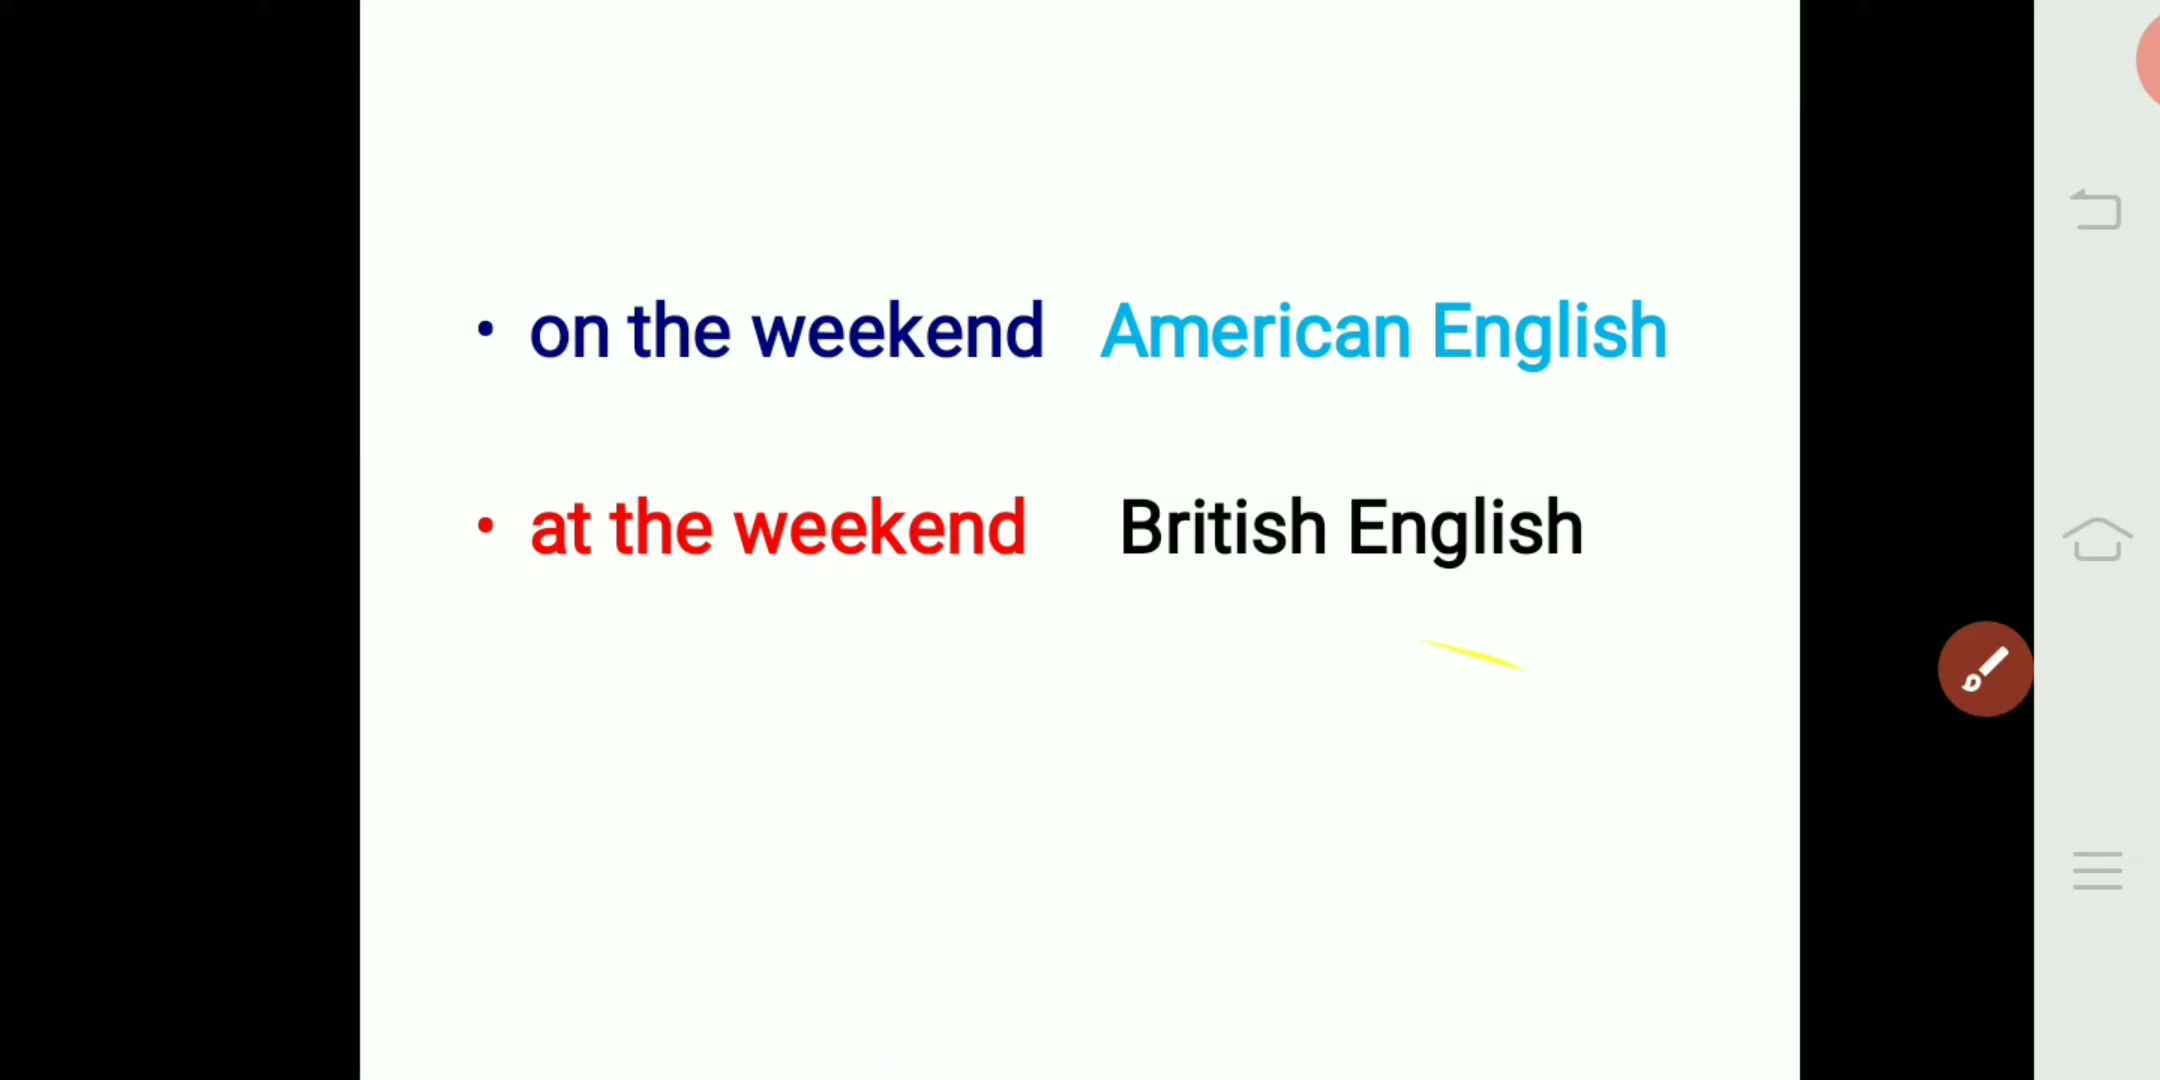 • on the weekend American English
• at the weekend British English